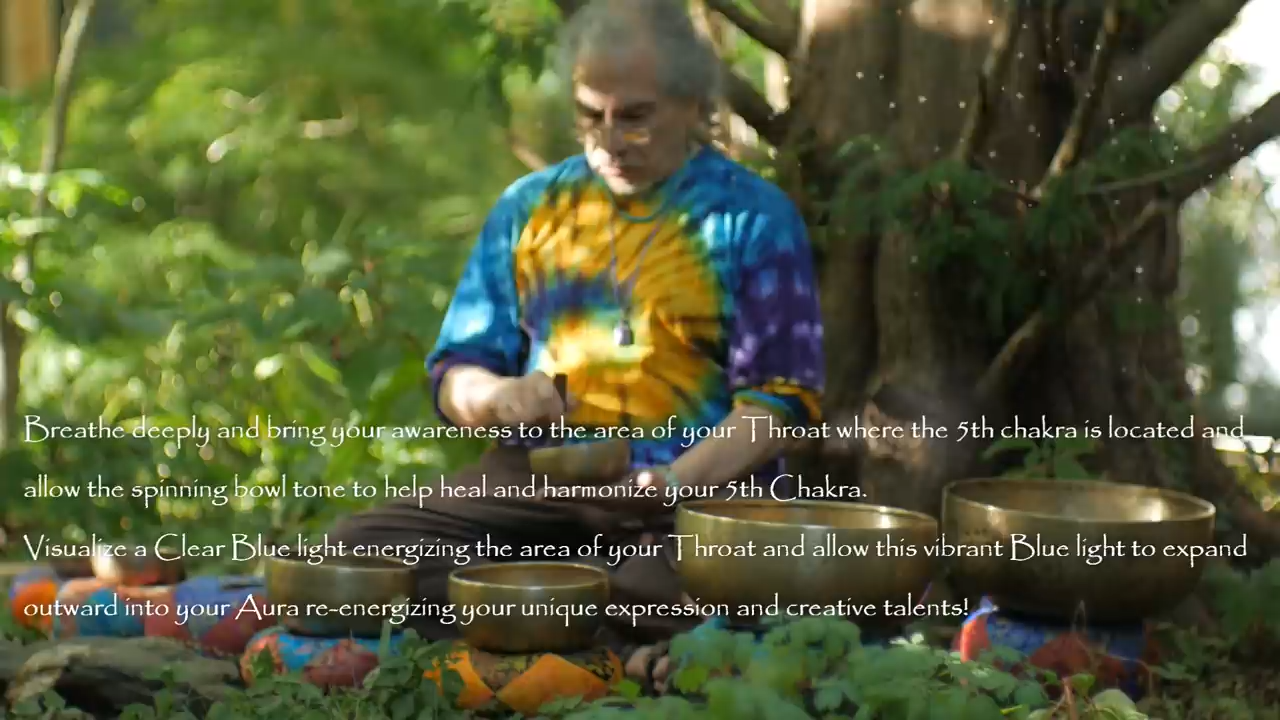 Breathe deeply and bring your awareness to the area of your Throat where the 5th chakra is located and
allow the spinning bowl tone to help heal and harmonize your 5th Chakra.
Visualize a Clear Blue light energizing the area of your Throat and allow this vibrant Blue light to expand
outward into your Aura re-energizing your unique expression and creative talents!